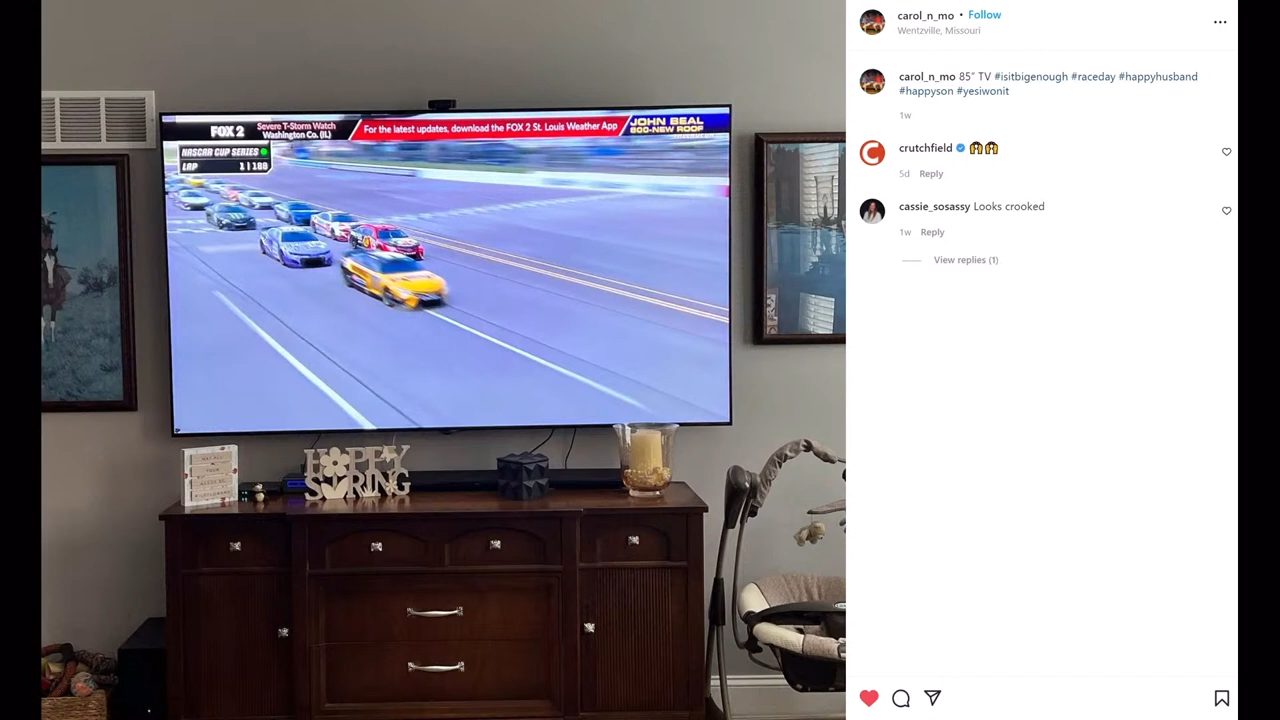 carol_n_mo • Follow
Wentzville, Missouri
carol_n_mo 85" TV #isitbigenough #raceday #happyhusband
#happyson #yesiwonit
1w
crutchfield
5d Reply
cassie_sosassy Looks crooked
1w Reply
View replies (1)
FOX 2
Severe T-Storm Watch
Washington Co. (IL)
For the latest updates, download the FOX 2 St. Louis Weather App
JOHN BEAL
800-NEW ROOF
NASCAR CUP SERIES
LAP 1 | 188
HAPPY
SPRING